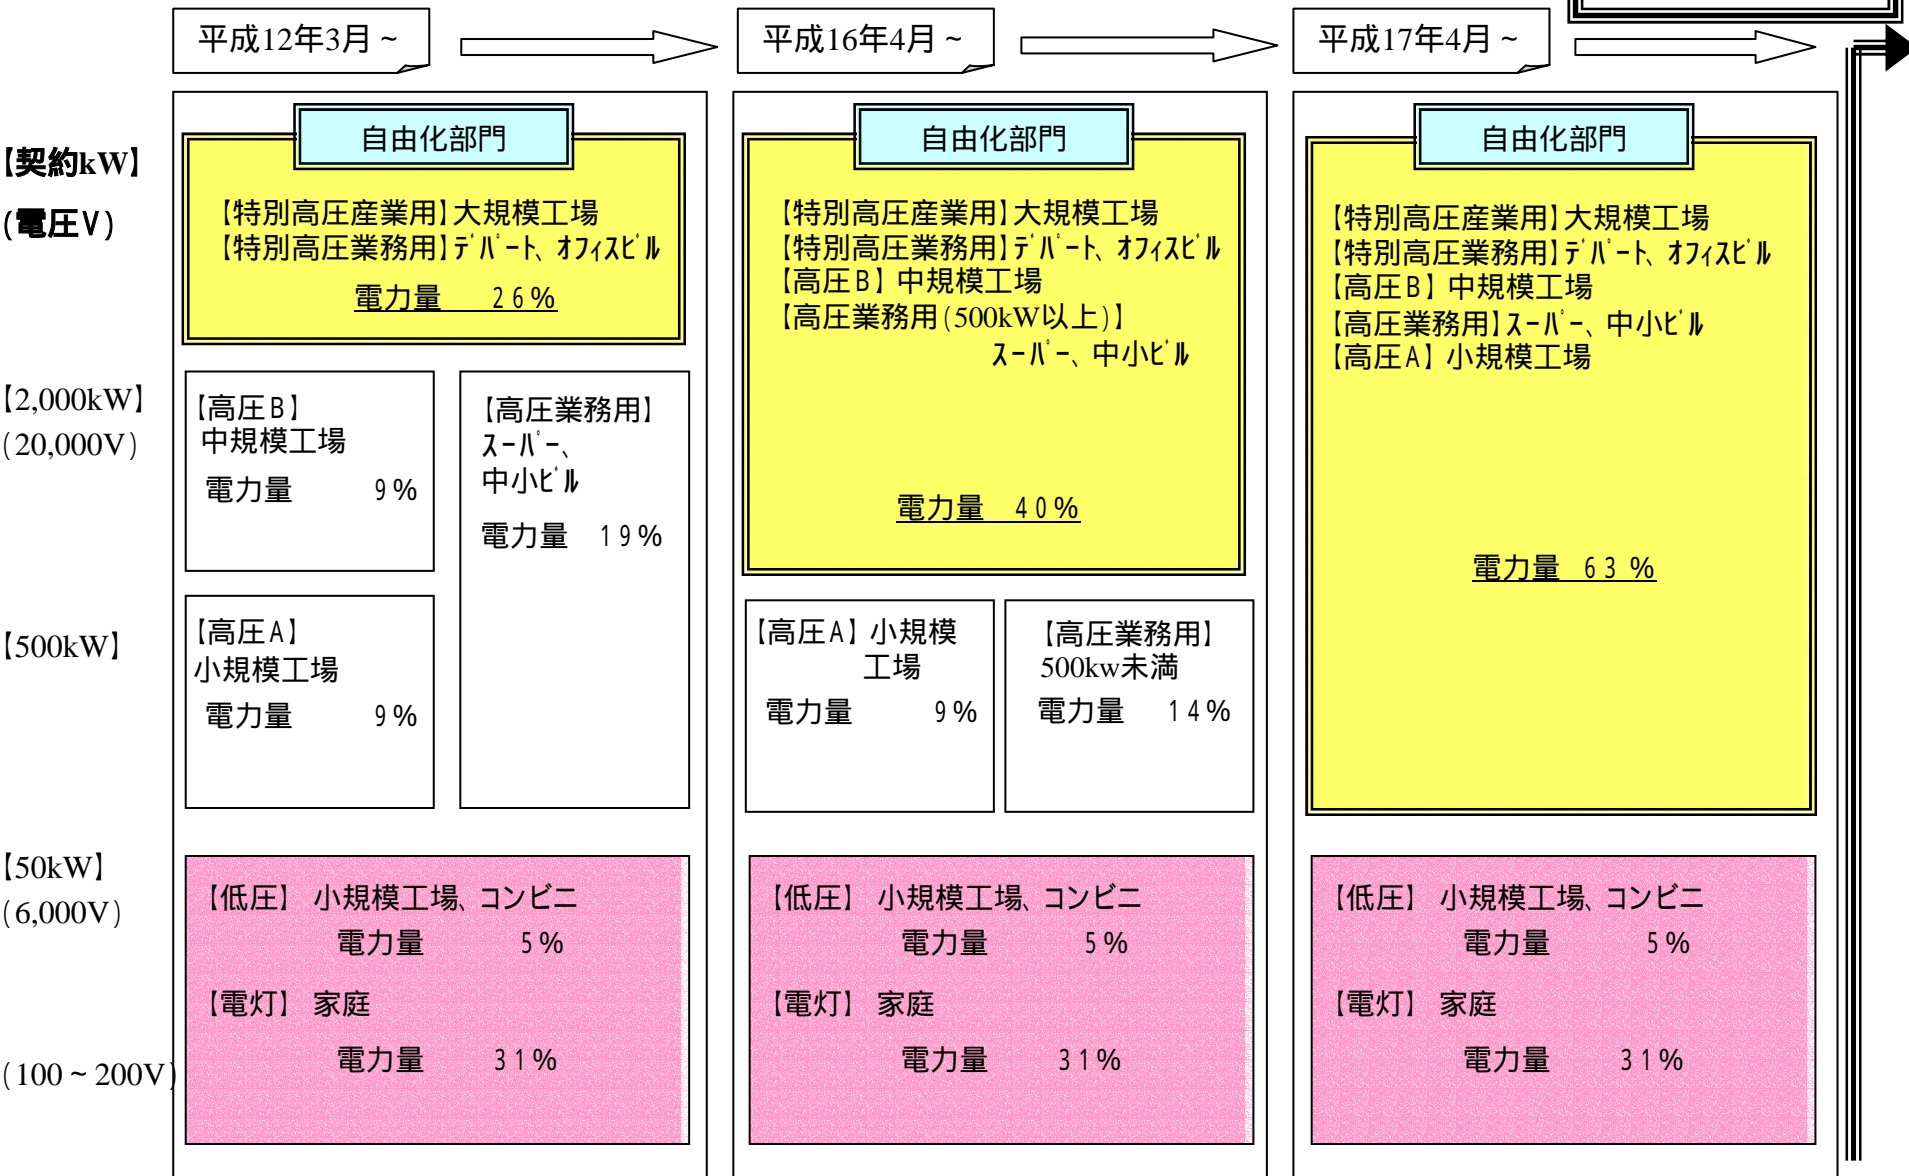 平成12年3月~
平成16年4月~
平成17年4月~
【契約kW】
(電圧V)
【2,000kW】
(20,000V)
【500kW】
【50kW】
(6,000V)
(100~200V)
自由化部門
【特別高圧産業用】大規模工場
【特別高圧業務用】ﾃﾞﾊﾟｰﾄ、ｵﾌｨｽﾋﾞﾙ
電力量 26%
【高圧B】
中規模工場
電力量 9%
【高圧業務用】
ｽｰﾊﾟｰ、
中小ﾋﾞﾙ
電力量 19%
【高圧A】
小規模工場
電力量 9%
【低圧】 小規模工場、コンビニ
電力量 5%
【電灯】 家庭
電力量 31%
自由化部門
【特別高圧産業用】大規模工場
【特別高圧業務用】ﾃﾞﾊﾟｰﾄ、ｵﾌｨｽﾋﾞﾙ
【高圧B】中規模工場
【高圧業務用(500kW以上)】
ｽｰﾊﾟｰ、中小ﾋﾞﾙ
電力量 40%
【高圧A】小規模
工場
電力量 9%
【高圧業務用】
500kw未満
電力量 14%
【低圧】 小規模工場、コンビニ
電力量 5%
【電灯】 家庭
電力量 31%
自由化部門
【特別高圧産業用】大規模工場
【特別高圧業務用】ﾃﾞﾊﾟｰﾄ、ｵﾌｨｽﾋﾞﾙ
【高圧B】中規模工場
【高圧業務用】ｽｰﾊﾟｰ、中小ﾋﾞﾙ
【高圧A】小規模工場
電力量 63%
【低圧】 小規模工場、コンビニ
電力量 5%
【電灯】 家庭
電力量 31%